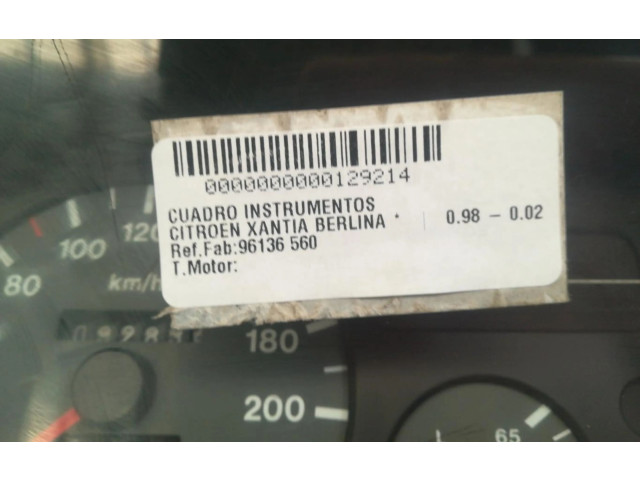 0000000000129214
CUADRO INSTRUMENTOS
CITROEN XANTIA BERLINA * | 0.98 - 0.02
Ref.Fab:96136 560
T.Motor:
80
100
120
km/h
180
200
65